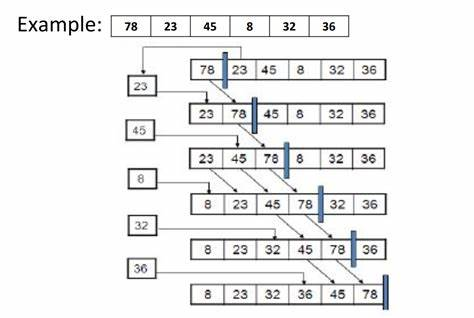 Example: 78 23 45 8 32 36
78 23 45 8 32 36
23
23 78 45 8 32 36
45
23 45 78 8 32 36
8
8 23 45 78 32 36
32
8 23 32 45 78 36
36
8 23 32 36 45 78